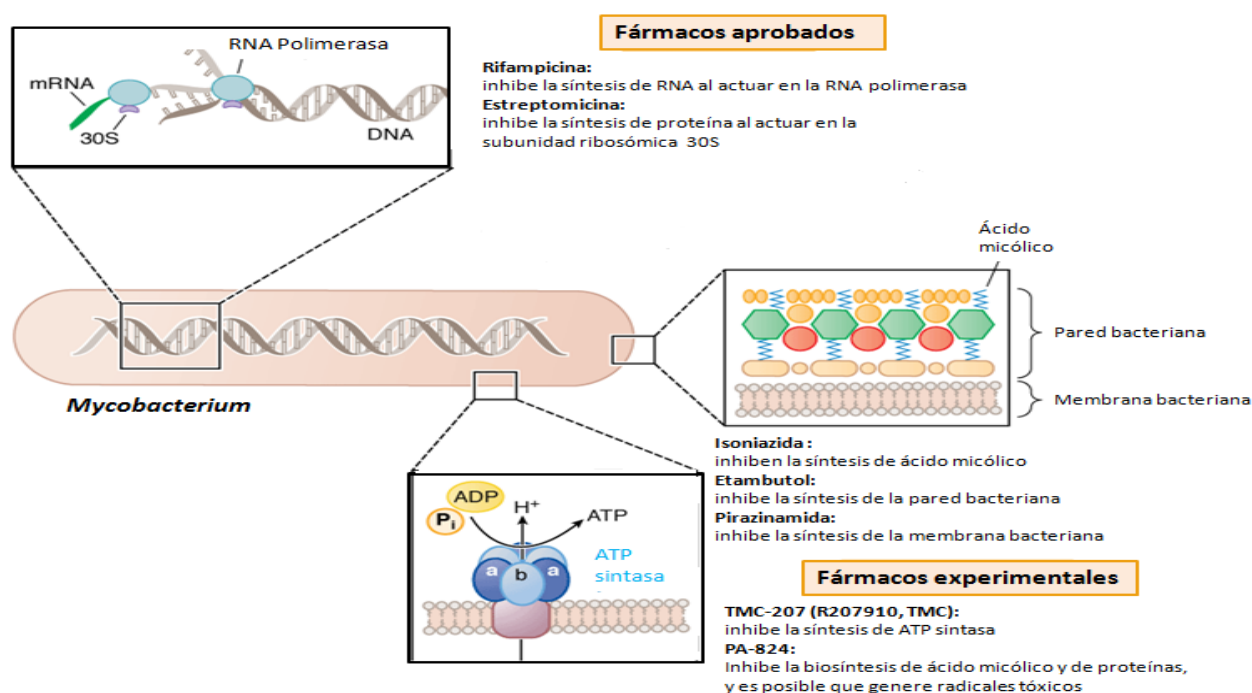 Fármacos aprobados
RNA Polimerasa
mRNA
30S
DNA
Rifampicina:
inhibe la síntesis de RNA al actuar en la RNA polimerasa
Estreptomicina:
inhibe la síntesis de proteína al actuar en la
subunidad ribosómica 30S
Ácido
micólico
Pared bacteriana
Membrana bacteriana
Mycobacterium
Isoniazida :
inhiben la síntesis de ácido micólico
Etambutol:
inhibe la síntesis de la pared bacteriana
Pirazinamida:
inhibe la síntesis de la membrana bacteriana
ADP
Pi
H+
ATP
ATP
sintasa
a b a
Fármacos experimentales
TMC-207 (R207910, TMC):
inhibe la síntesis de ATP sintasa
PA-824:
Inhibe la biosíntesis de ácido micólico y de proteínas,
y es posible que genere radicales tóxicos